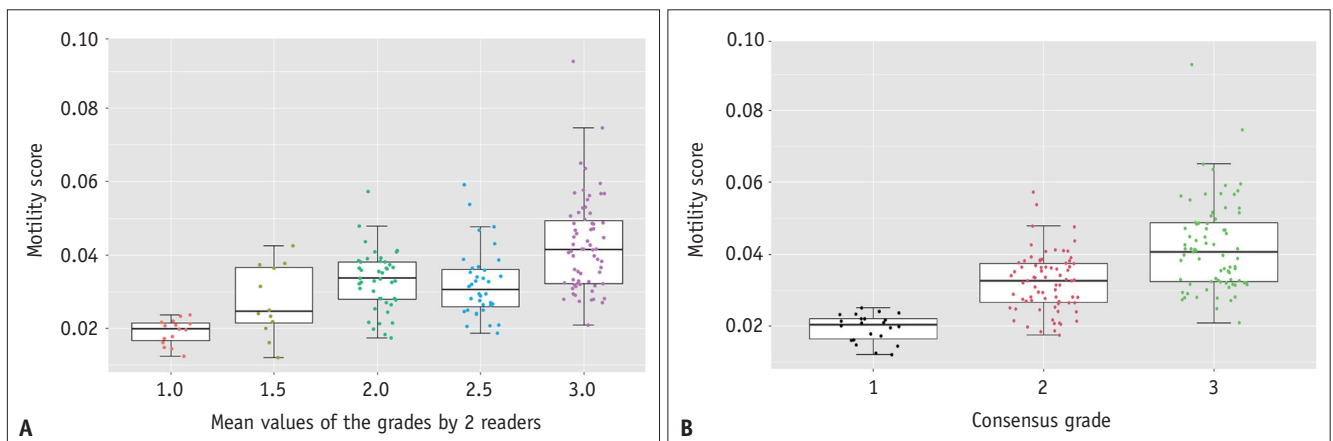 0.10
0.08
0.06
0.04
0.02
Motility score
1.0 1.5 2.0 2.5 3.0
Mean values of the grades by 2 readers
A
0.10
0.08
0.06
0.04
0.02
Motility score
1 2 3
Consensus grade
B